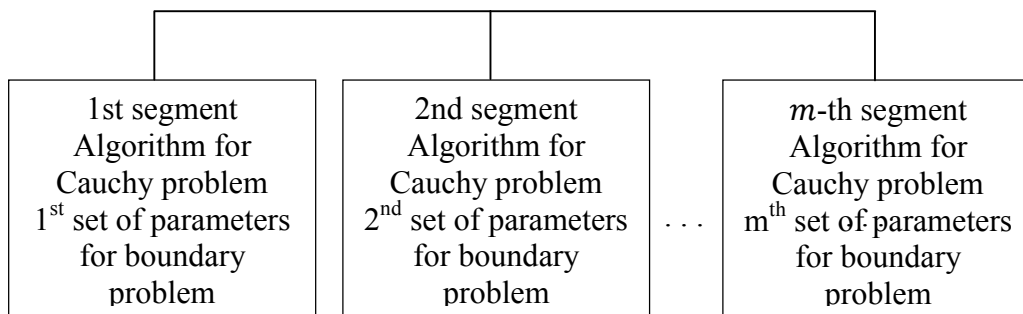 1st segment
Algorithm for
Cauchy problem
1st set of parameters
for boundary
problem
2nd segment
Algorithm for
Cauchy problem
2nd set of parameters
for boundary
problem
. . .
m-th segment
Algorithm for
Cauchy problem
mth set of parameters
for boundary
problem